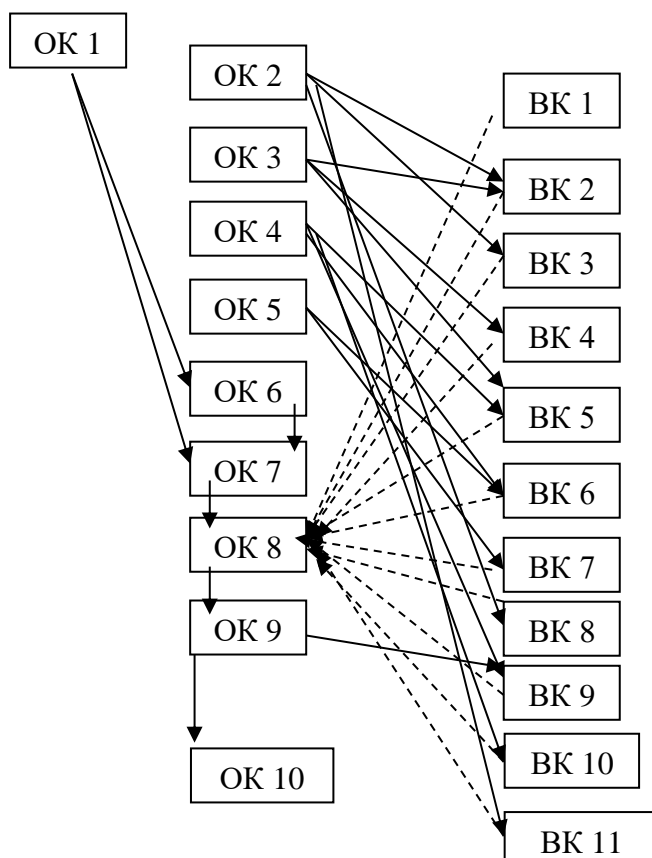 ОК 1
ОК 2
ОК 3
ОК 4
ОК 5
ОК 6
ОК 7
ОК 8
ОК 9
ОК 10
ВК 1
ВК 2
ВК 3
ВК 4
ВК 5
ВК 6
ВК 7
ВК 8
ВК 9
ВК 10
ВК 11